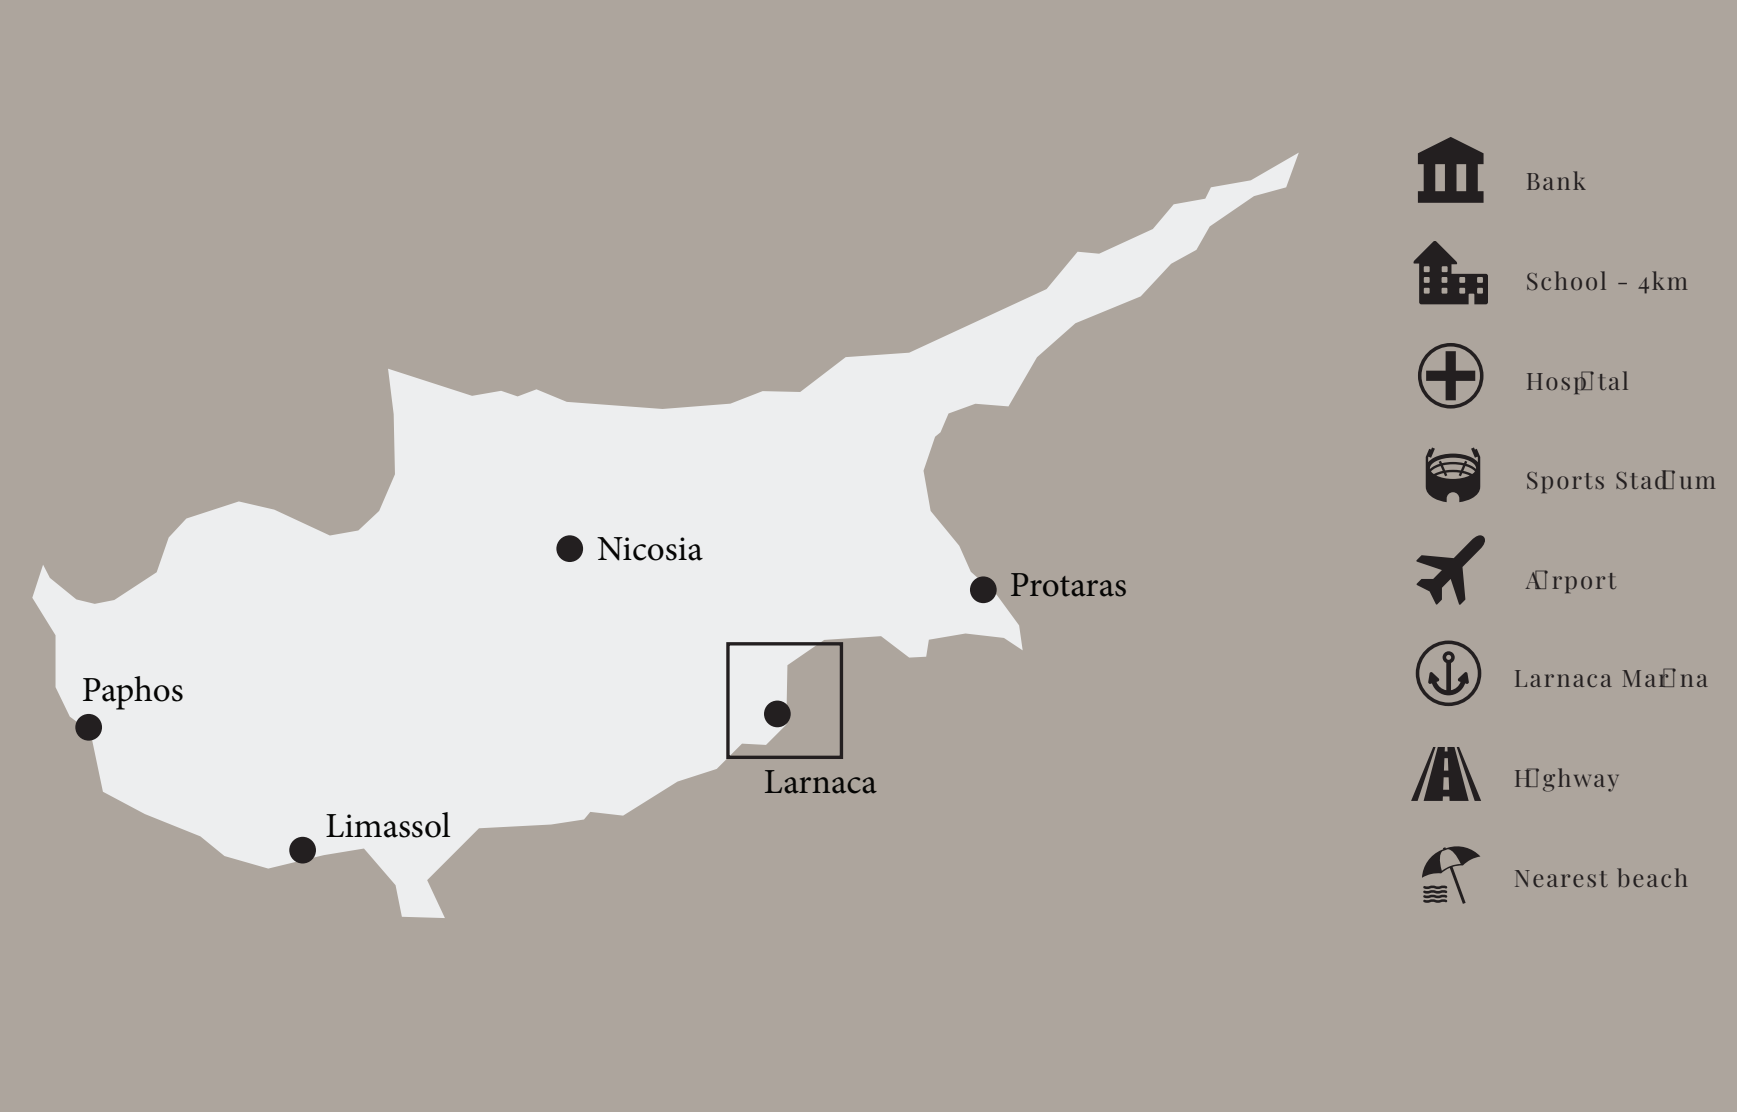 Nicosia
Protaras
Paphos
Larnaca
Limassol
Bank
School - 4km
Hosp▯tal
Sports Stad▯um
A▯rport
Larnaca Mar▯na
H▯ghway
Nearest beach